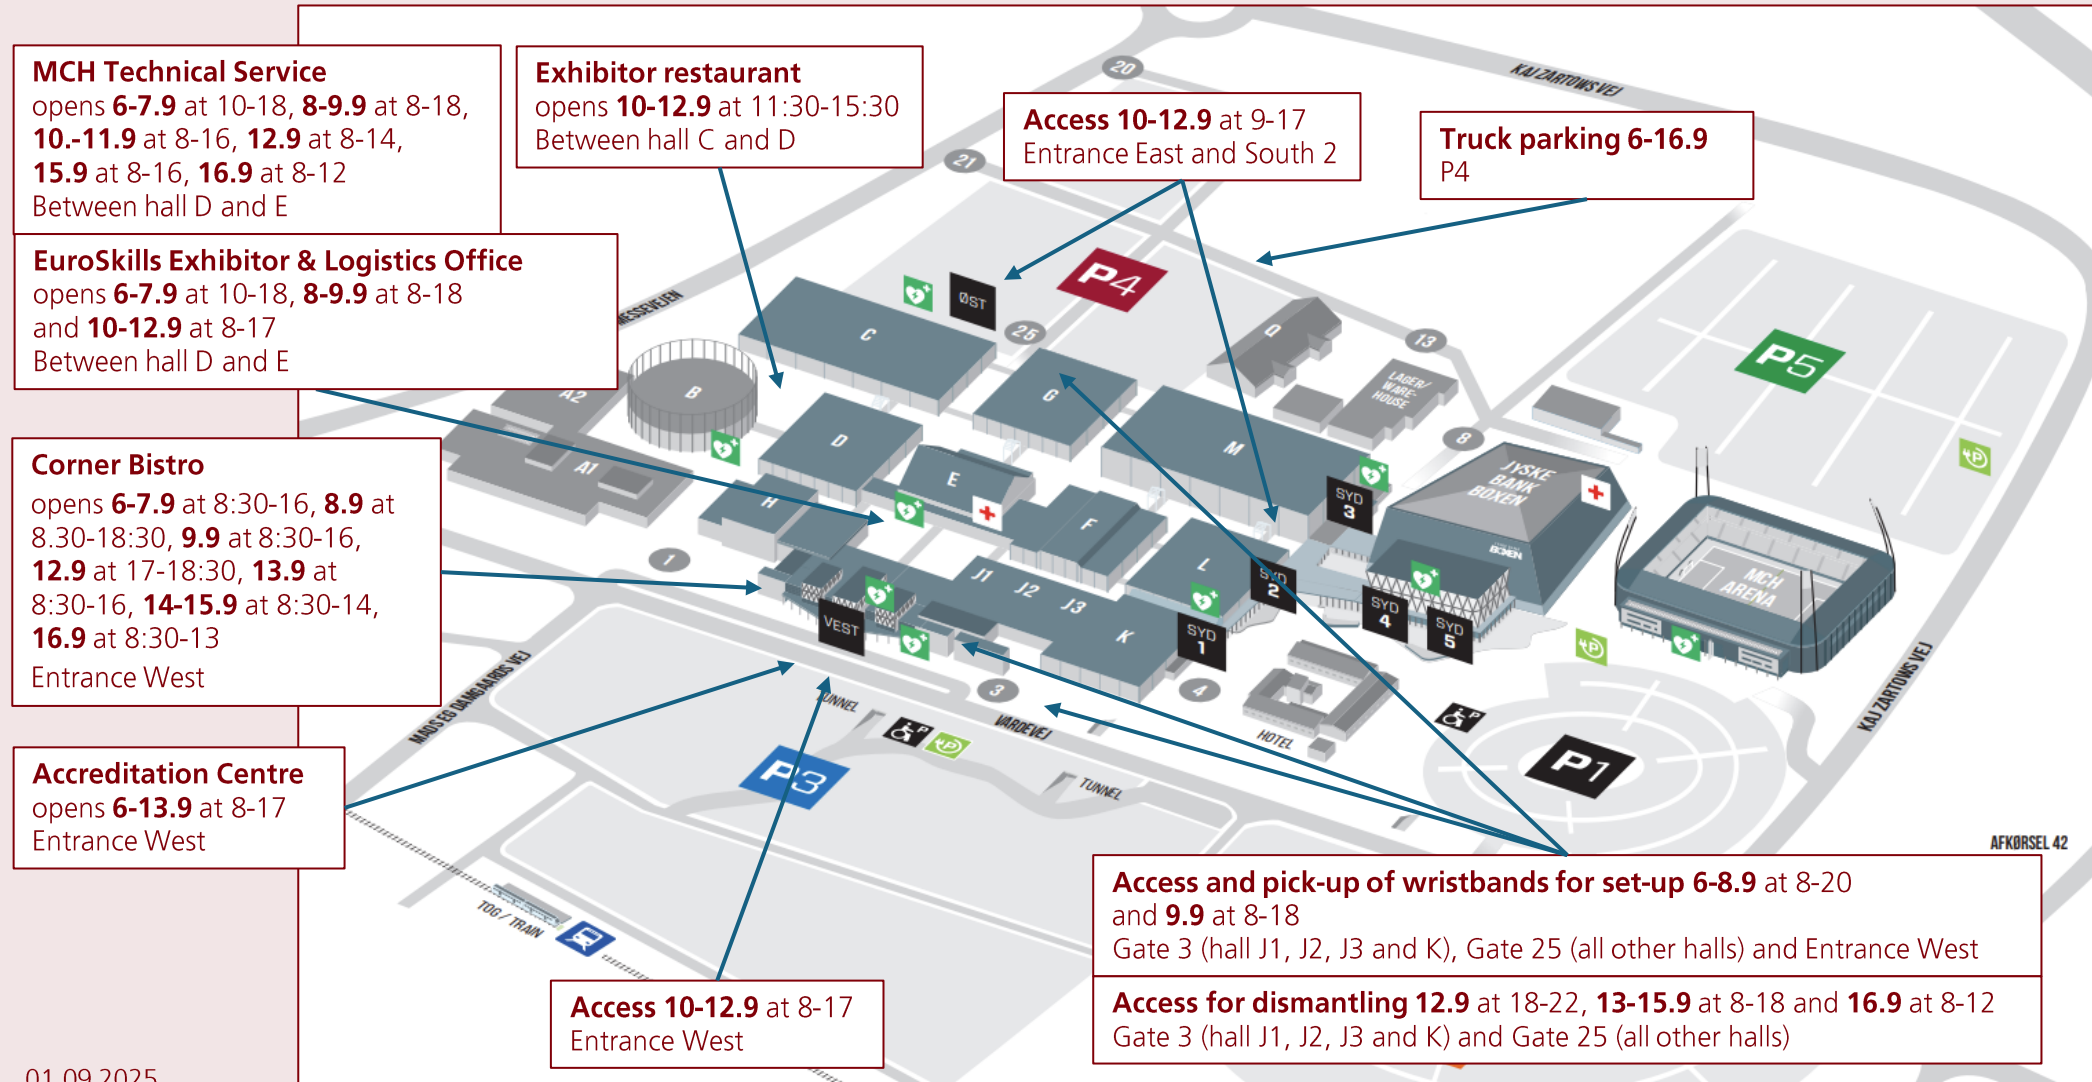 MCH Technical Service
opens 6-7.9 at 10-18, 8-9.9 at 8-18,
10.-11.9 at 8-16, 12.9 at 8-14,
15.9 at 8-16, 16.9 at 8-12
Between hall D and E
EuroSkills Exhibitor & Logistics Office
opens 6-7.9 at 10-18, 8-9.9 at 8-18
and 10-12.9 at 8-17
Between hall D and E
Corner Bistro
opens 6-7.9 at 8:30-16, 8.9 at
8.30-18:30, 9.9 at 8:30-16,
12.9 at 17-18:30, 13.9 at
8:30-16, 14-15.9 at 8:30-14,
16.9 at 8:30-13
Entrance West
Accreditation Centre
opens 6-13.9 at 8-17
Entrance West
Exhibitor restaurant
opens 10-12.9 at 11:30-15:30
Between hall C and D
Access 10-12.9 at 9-17
Entrance East and South 2
Truck parking 6-16.9
P4
Access 10-12.9 at 8-17
Entrance West
Access and pick-up of wristbands for set-up 6-8.9 at 8-20
and 9.9 at 8-18
Gate 3 (hall J1, J2, J3 and K), Gate 25 (all other halls) and Entrance West
Access for dismantling 12.9 at 18-22, 13-15.9 at 8-18 and 16.9 at 8-12
Gate 3 (hall J1, J2, J3 and K) and Gate 25 (all other halls)
20
KAJ ZARTOWS VEJ
21
MESSEVEJEN
P4
ØST
25
C
Q
13
P5
LAGER/
WARE-
HOUSE
G
A2
B
D
M
8
A1
E
JYSKE
BANK
BOXEN
H
F
SYD
3
BOXEN
1
J1
J2
J3
L
SYD
2
MCH
ARENA
VEST
K
SYD
1
SYD
4
SYD
5
P
MADS EG DAMGAARDS VEJ
TUNNEL
3
4
VARDEVEJ
P
P
HOTEL
P
KAJ ZARTOWS VEJ
P3
TUNNEL
P1
P
AFKØRSEL 42
TOG / TRAIN
01.09.2025